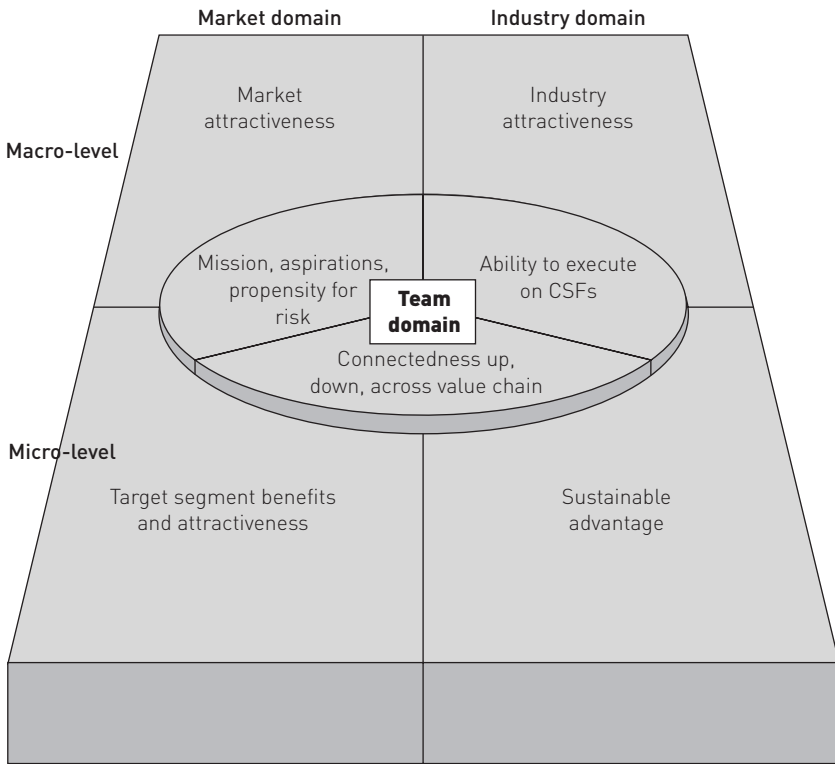 Market domain
Industry domain
Market
attractiveness
Industry
attractiveness
Macro-level
Mission, aspirations,
propensity for
risk
Ability to execute
on CSFs
Team
domain
Connectedness up,
down, across value chain
Micro-level
Target segment benefits
and attractiveness
Sustainable
advantage